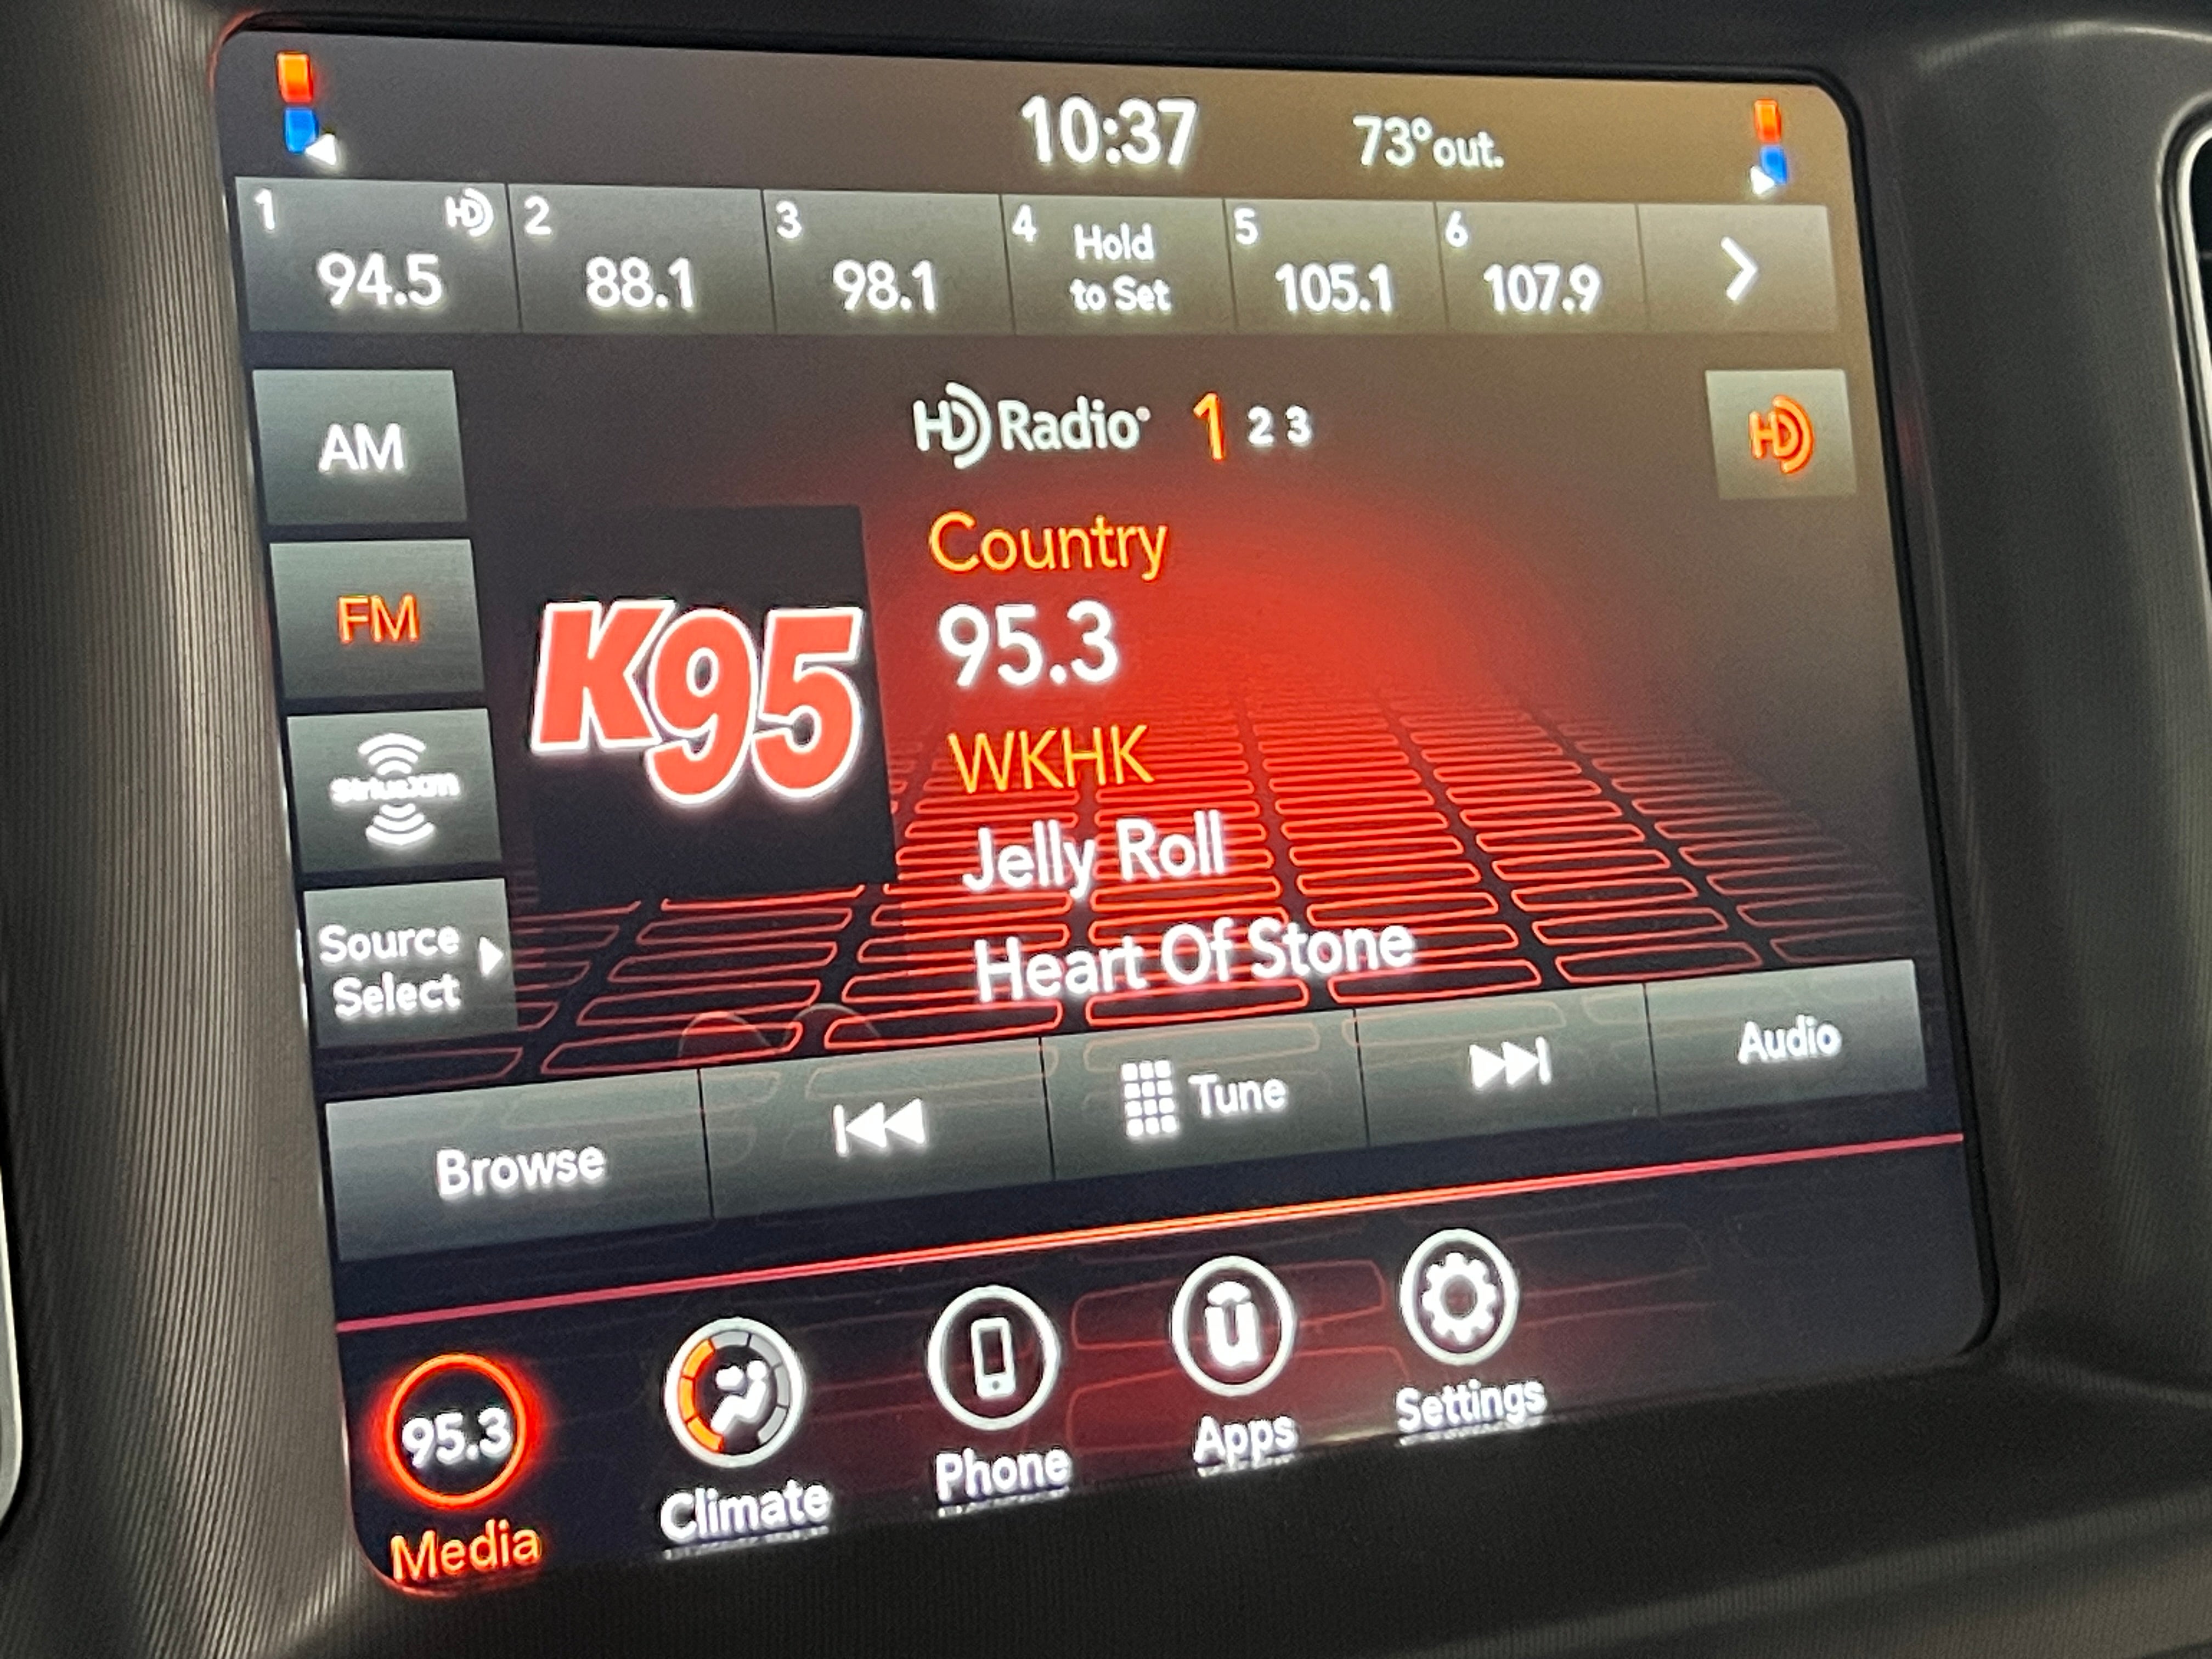 10:37 73°out.
1 HD 2 3 4 Hold 5 6
94.5 88.1 98.1 to Set 105.1 107.9
AM
FM
SiriusXM
Source
Select
HD Radio 1 2 3
HD
K95
Country
95.3
WKHK
Jelly Roll
Heart Of Stone
Browse Tune Audio
95.3 u
Media Climate Phone Apps Settings